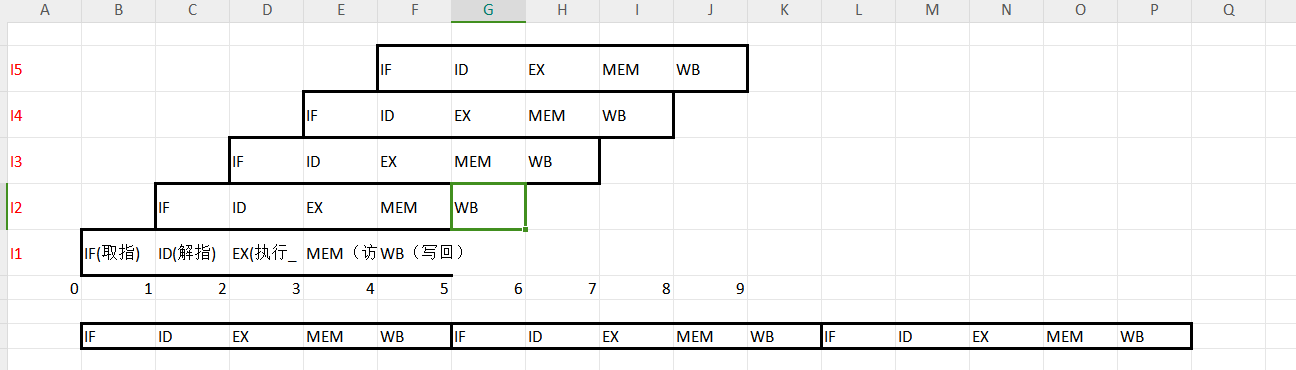 A B C D E F G H I J K L M N O P Q
I5 IF ID EX MEM WB
I4 IF ID EX MEM WB
I3 IF ID EX MEM WB
I2 IF ID EX MEM WB
I1 IF(取指) ID(解指) EX(执行_ MEM（访 WB（写回）
0 1 2 3 4 5 6 7 8 9
IF ID EX MEM WB IF ID EX MEM WB IF ID EX MEM WB